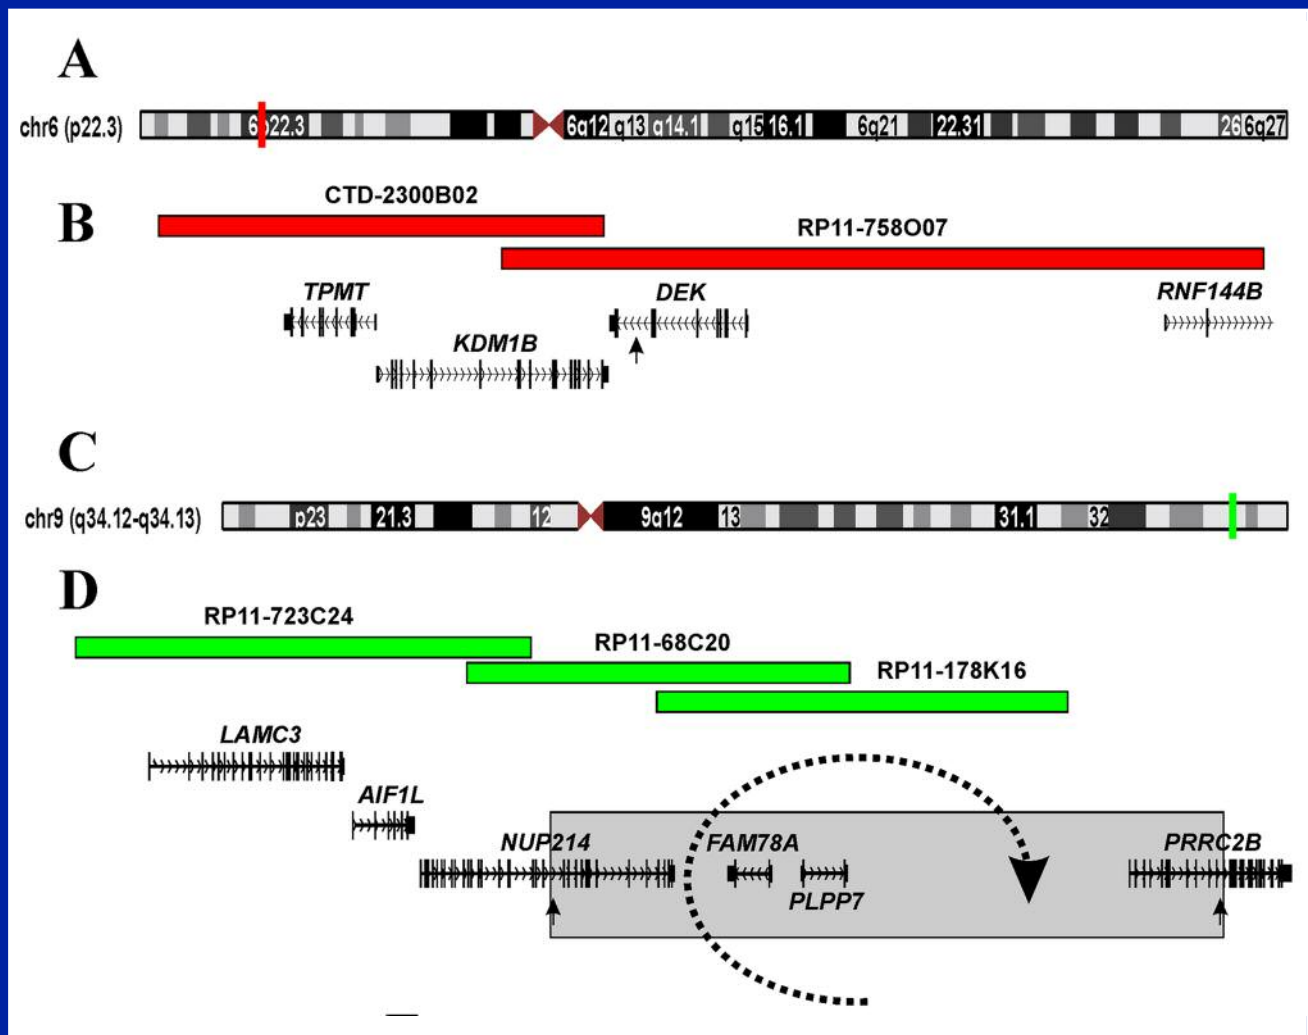 A
chr6 (p22.3)
6p22.3 6q12 q13 q14.1 q15 16.1 6q21 22.31 26 6q27
B
CTD-2300B02
RP11-758O07
TPMT
DEK
RNF144B
KDM1B
C
chr9 (q34.12-q34.13)
p23 21.3 12 9q12 13 31.1 32
D
RP11-723C24
RP11-68C20
RP11-178K16
LAMC3
AIF1L
NUP214
FAM78A
PRRC2B
PLPP7